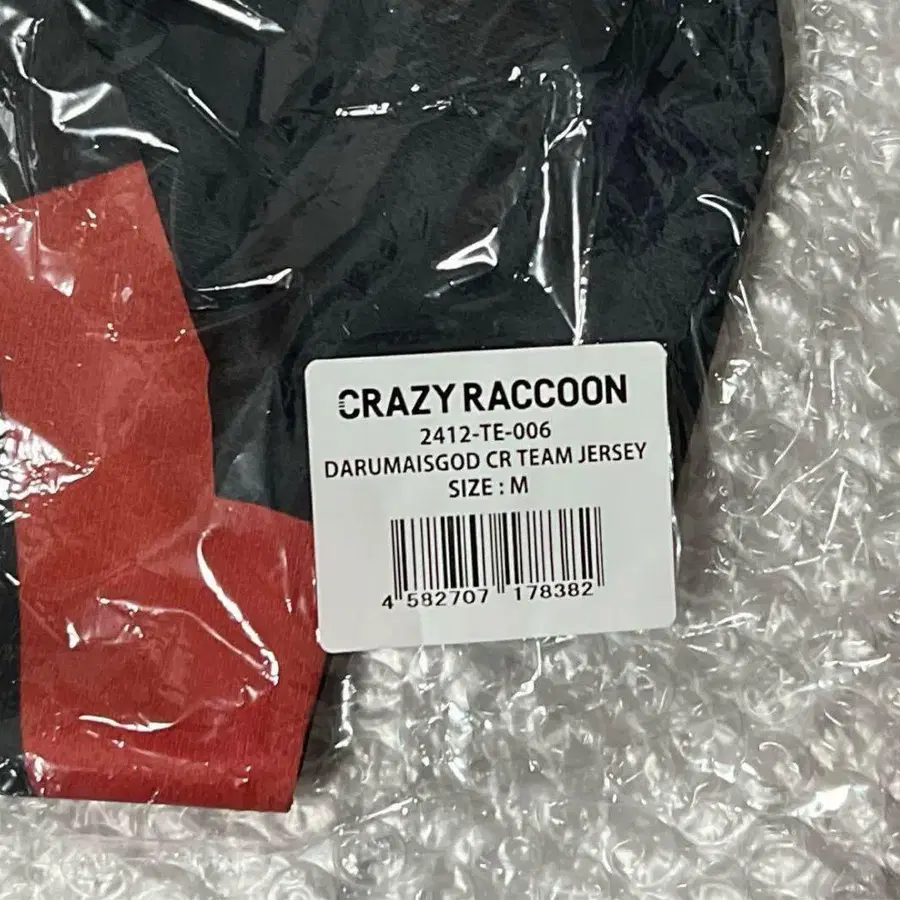 CRAZY RACCOON
2412-TE-006
DARUMAISGOD CR TEAM JERSEY
SIZE : M
4 582707 178382